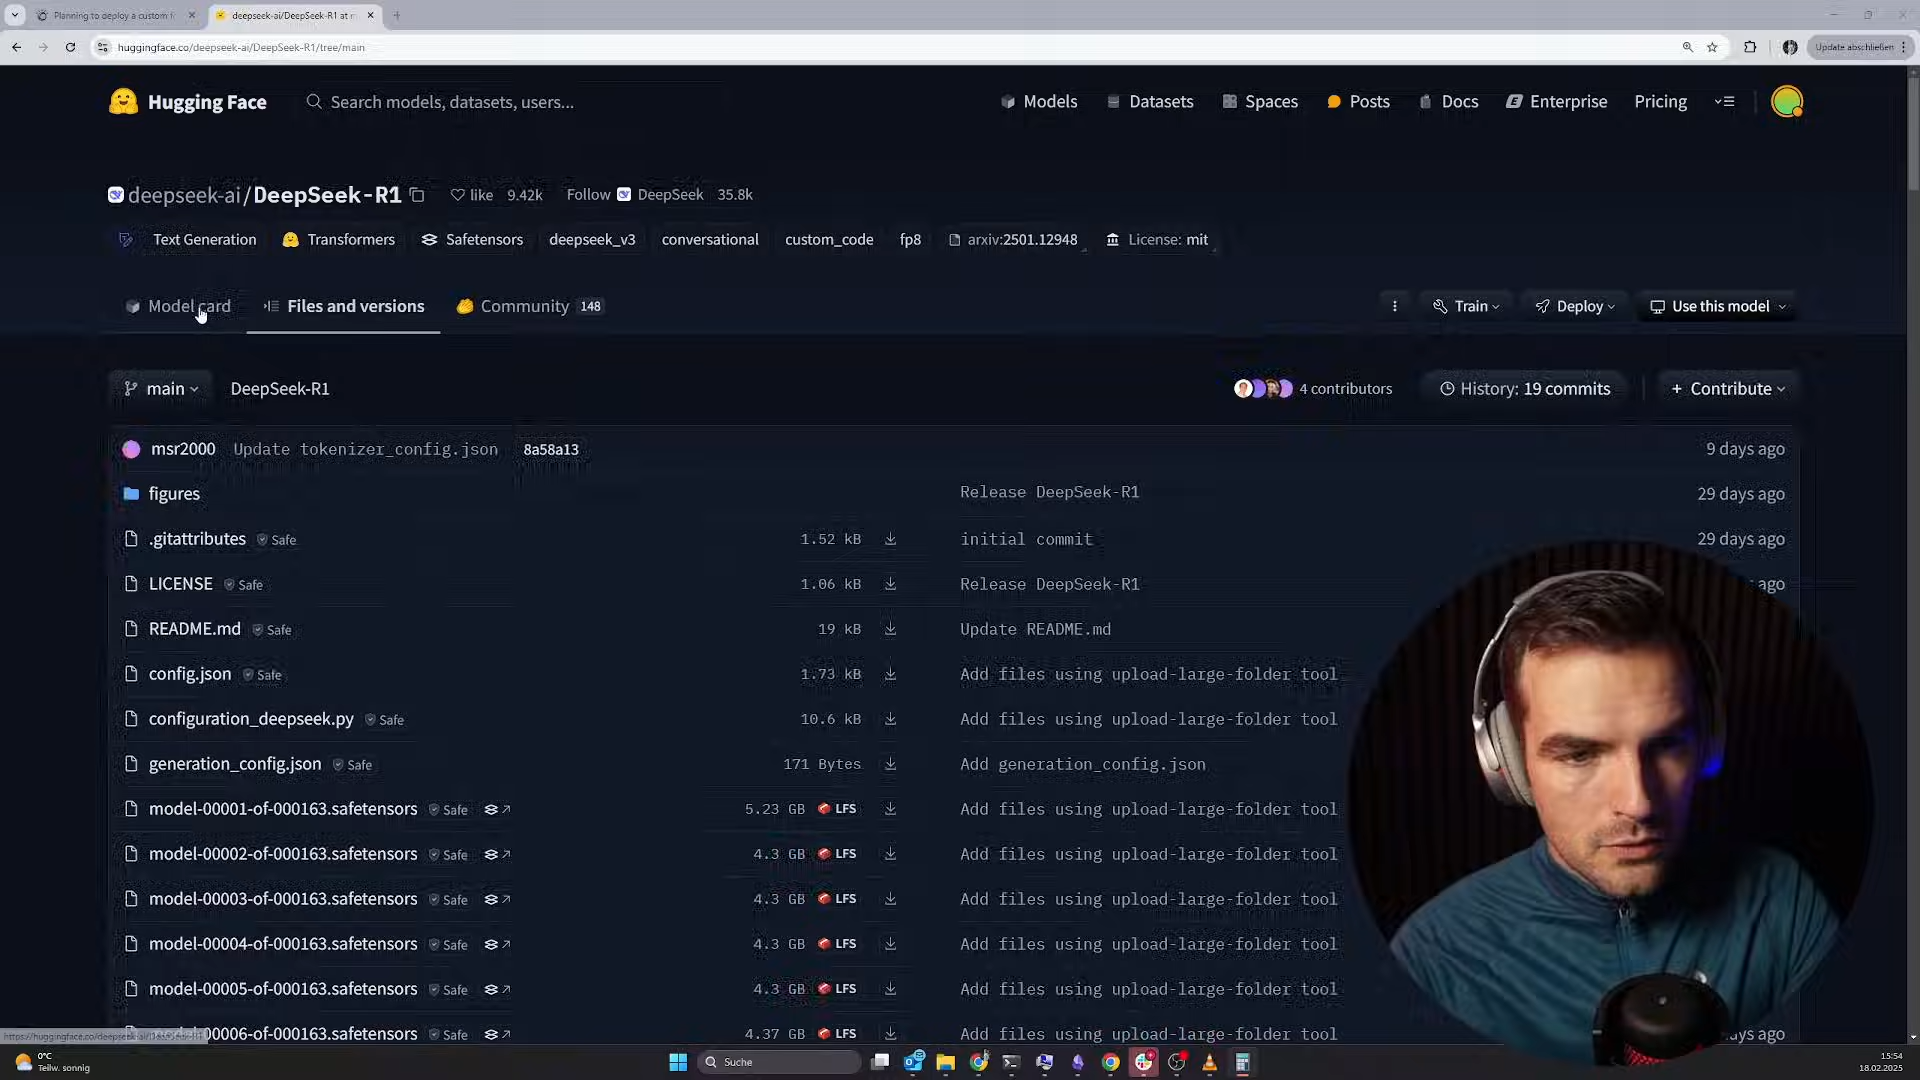 Planning to deploy a custom f
deepseek-ai/DeepSeek-R1 at r
huggingface.co/deepseek-ai/DeepSeek-R1/tree/main
Update abschließen
Hugging Face
Search models, datasets, users...
Models
Datasets
Spaces
Posts
Docs
Enterprise
Pricing
deepseek-ai/DeepSeek-R1
like 9.42k
Follow DeepSeek 35.8k
Text Generation
Transformers
Safetensors
deepseek_v3
conversational
custom_code
fp8
arxiv:2501.12948
License: mit
Model card
Files and versions
Community 148
Train
Deploy
Use this model
main
DeepSeek-R1
4 contributors
History: 19 commits
+ Contribute
msr2000 Update tokenizer_config.json 8a58a13 9 days ago
figures Release DeepSeek-R1 29 days ago
.gitattributes Safe 1.52 kB initial commit 29 days ago
LICENSE Safe 1.06 kB Release DeepSeek-R1 ago
README.md Safe 19 kB Update README.md
config.json Safe 1.73 kB Add files using upload-large-folder tool
configuration_deepseek.py Safe 10.6 kB Add files using upload-large-folder tool
generation_config.json Safe 171 Bytes Add generation_config.json
model-00001-of-000163.safetensors Safe 5.23 GB LFS Add files using upload-large-folder tool
model-00002-of-000163.safetensors Safe 4.3 GB LFS Add files using upload-large-folder tool
model-00003-of-000163.safetensors Safe 4.3 GB LFS Add files using upload-large-folder tool
model-00004-of-000163.safetensors Safe 4.3 GB LFS Add files using upload-large-folder tool
model-00005-of-000163.safetensors Safe 4.3 GB LFS Add files using upload-large-folder tool
00006-of-000163.safetensors Safe 4.37 GB LFS Add files using upload-large-folder tool ago
0°C
Teilw. sonnig
Suche
15:54
18.02.2025